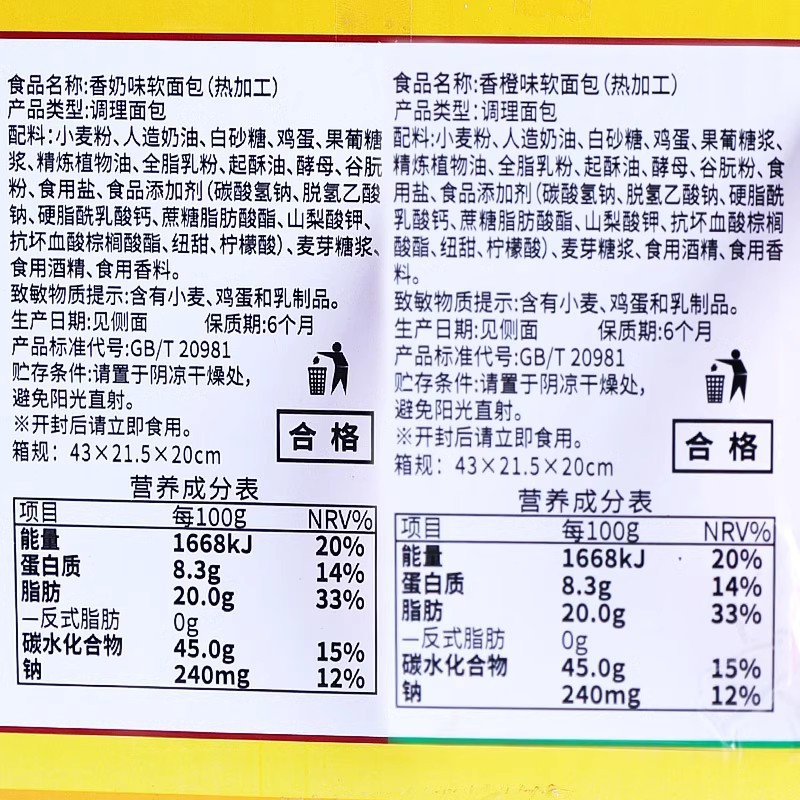 食品名称:香奶味软面包(热加工)
产品类型:调理面包
配料:小麦粉、人造奶油、白砂糖、鸡蛋、果葡糖
浆、精炼植物油、全脂乳粉、起酥油、酵母、谷朊
粉、食用盐、食品添加剂(碳酸氢钠、脱氢乙酸
钠、硬脂酰乳酸钙、蔗糖脂肪酸酯、山梨酸钾、
抗坏血酸棕榈酸酯、纽甜、柠檬酸)、麦芽糖浆、
食用酒精、食用香料。
致敏物质提示:含有小麦、鸡蛋和乳制品。
生产日期:见侧面 保质期:6个月
产品标准代号:GB/T 20981
贮存条件:请置于阴凉干燥处,
避免阳光直射。
※开封后请立即食用。
箱规: 43×21.5×20cm
合 格
营养成分表
项目 每100g NRV%
能量 1668kJ 20%
蛋白质 8.3g 14%
脂肪 20.0g 33%
—反式脂肪 0g
碳水化合物 45.0g 15%
钠 240mg 12%
食品名称:香橙味软面包(热加工)
产品类型:调理面包
配料:小麦粉、人造奶油、白砂糖、鸡蛋、果葡糖浆、
精炼植物油、全脂乳粉、起酥油、酵母、谷朊粉、食
用盐、食品添加剂(碳酸氢钠、脱氢乙酸钠、硬脂酰
乳酸钙、蔗糖脂肪酸酯、山梨酸钾、抗坏血酸棕榈
酸酯、纽甜、柠檬酸)、麦芽糖浆、食用酒精、食用香
料。
致敏物质提示:含有小麦、鸡蛋和乳制品。
生产日期:见侧面 保质期:6个月
产品标准代号:GB/T 20981
贮存条件:请置于阴凉干燥处,
避免阳光直射。
※开封后请立即食用。
箱规: 43×21.5×20cm
合 格
营养成分表
项目 每100g NRV%
能量 1668kJ 20%
蛋白质 8.3g 14%
脂肪 20.0g 33%
—反式脂肪 0g
碳水化合物 45.0g 15%
钠 240mg 12%